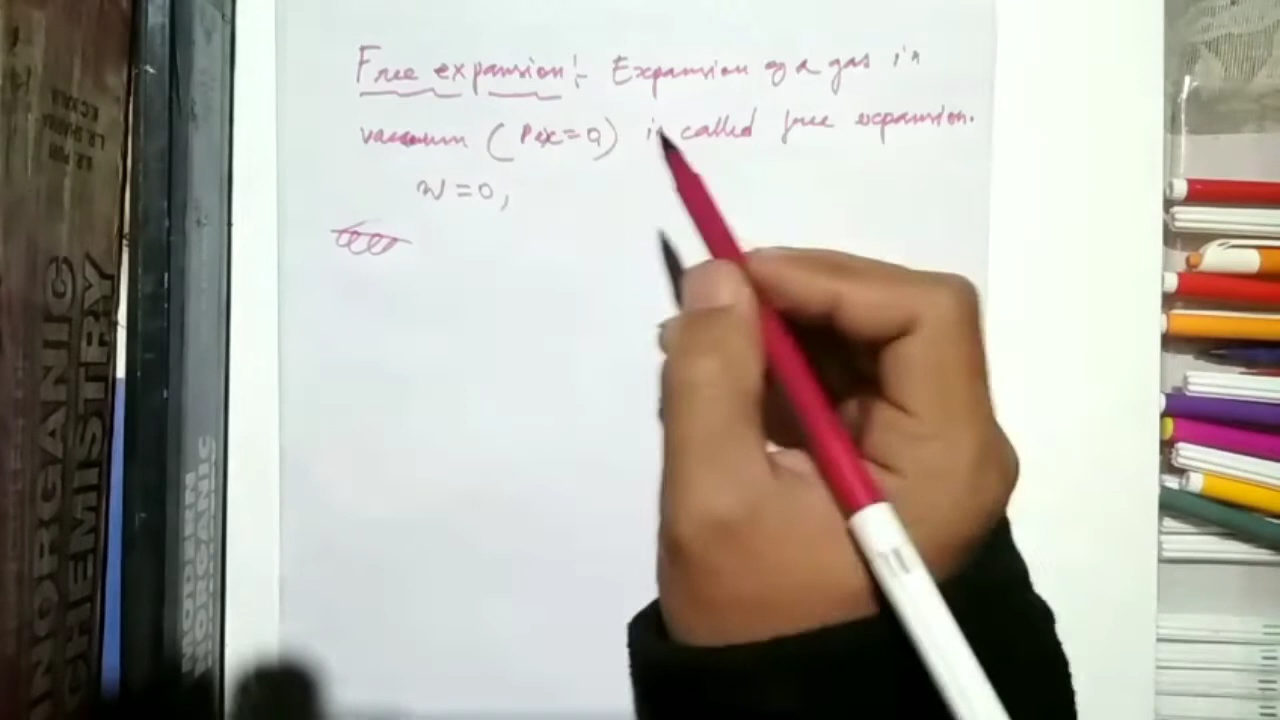 Free expansion :- Expansion of a gas in
vacuum (Pex=0) is called free expansion.
W=0,
INORGANIC
CHEMISTRY
MODERN
INORGANIC